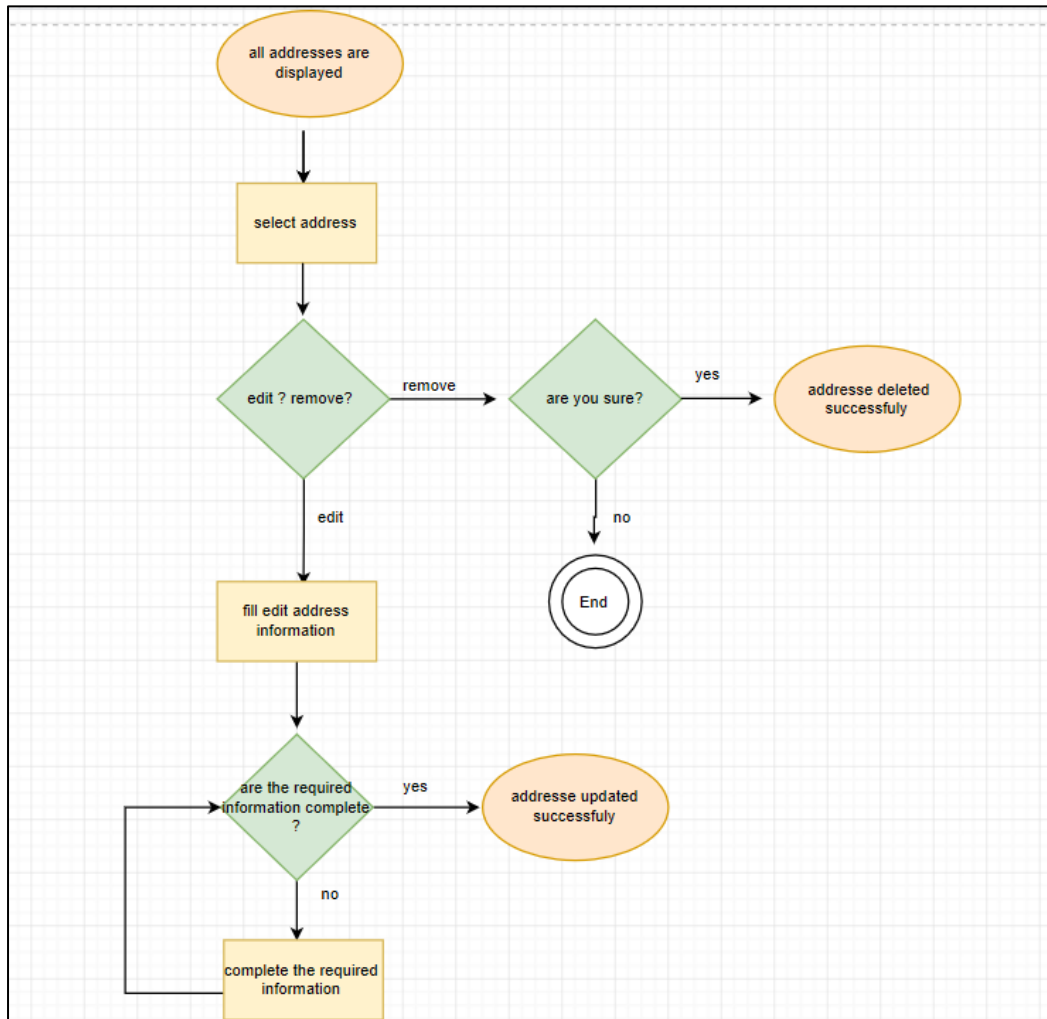 all addresses are
displayed
select address
edit ? remove?
remove
are you sure?
yes
addresse deleted
successfuly
edit
no
End
fill edit address
information
are the required
information complete
?
yes
addresse updated
successfuly
no
complete the required
information